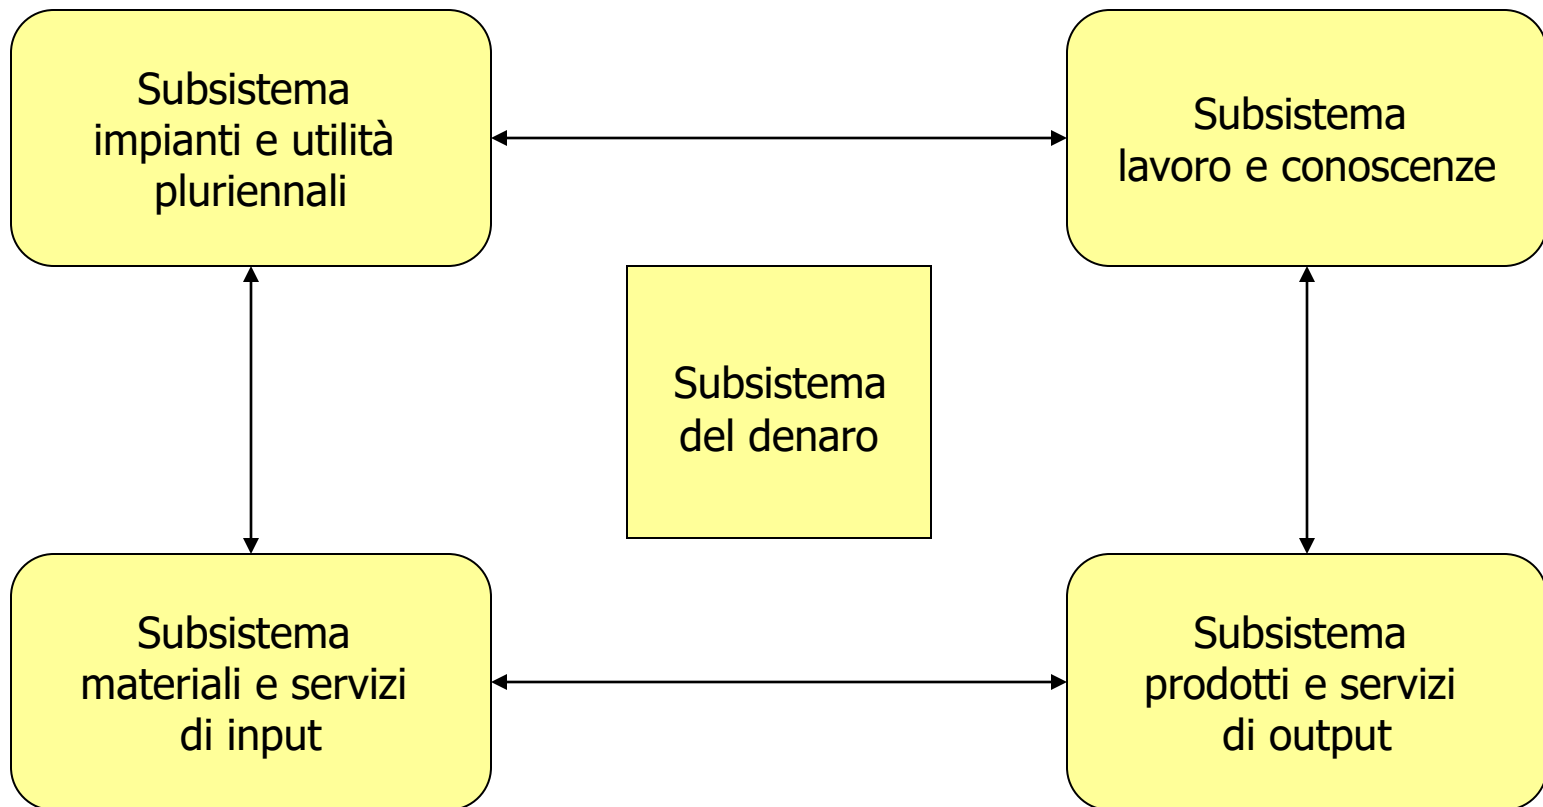 Subsistema
impianti e utilità
pluriennali
Subsistema
lavoro e conoscenze
Subsistema
del denaro
Subsistema
materiali e servizi
di input
Subsistema
prodotti e servizi
di output